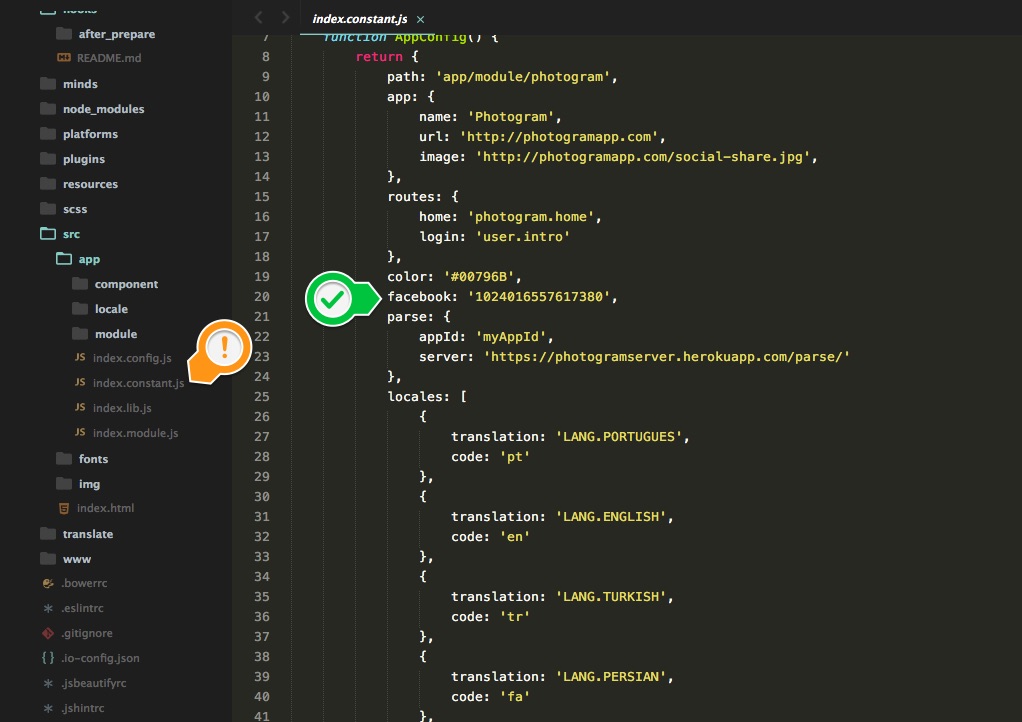 hooks
after_prepare
README.md
minds
node_modules
platforms
plugins
resources
scss
src
app
component
locale
module
JS index.config.js
JS index.constant.js
JS index.lib.js
JS index.module.js
fonts
img
index.html
translate
www
.bowerrc
.eslintrc
.gitignore
{ } .io-config.json
.jsbeautifyrc
.jshintrc
index.constant.js ×
7 function AppConfig() {
8 return {
9 path: 'app/module/photogram',
10 app: {
11 name: 'Photogram',
12 url: 'http://photogramapp.com',
13 image: 'http://photogramapp.com/social-share.jpg',
14 },
15 routes: {
16 home: 'photogram.home',
17 login: 'user.intro'
18 },
19 color: '#00796B',
20 facebook: '1024016557617380',
21 parse: {
22 appId: 'myAppId',
23 server: 'https://photogramserver.herokuapp.com/parse/'
24 },
25 locales: [
26 {
27 translation: 'LANG.PORTUGUES',
28 code: 'pt'
29 },
30 {
31 translation: 'LANG.ENGLISH',
32 code: 'en'
33 },
34 {
35 translation: 'LANG.TURKISH',
36 code: 'tr'
37 },
38 {
39 translation: 'LANG.PERSIAN',
40 code: 'fa'
41 },